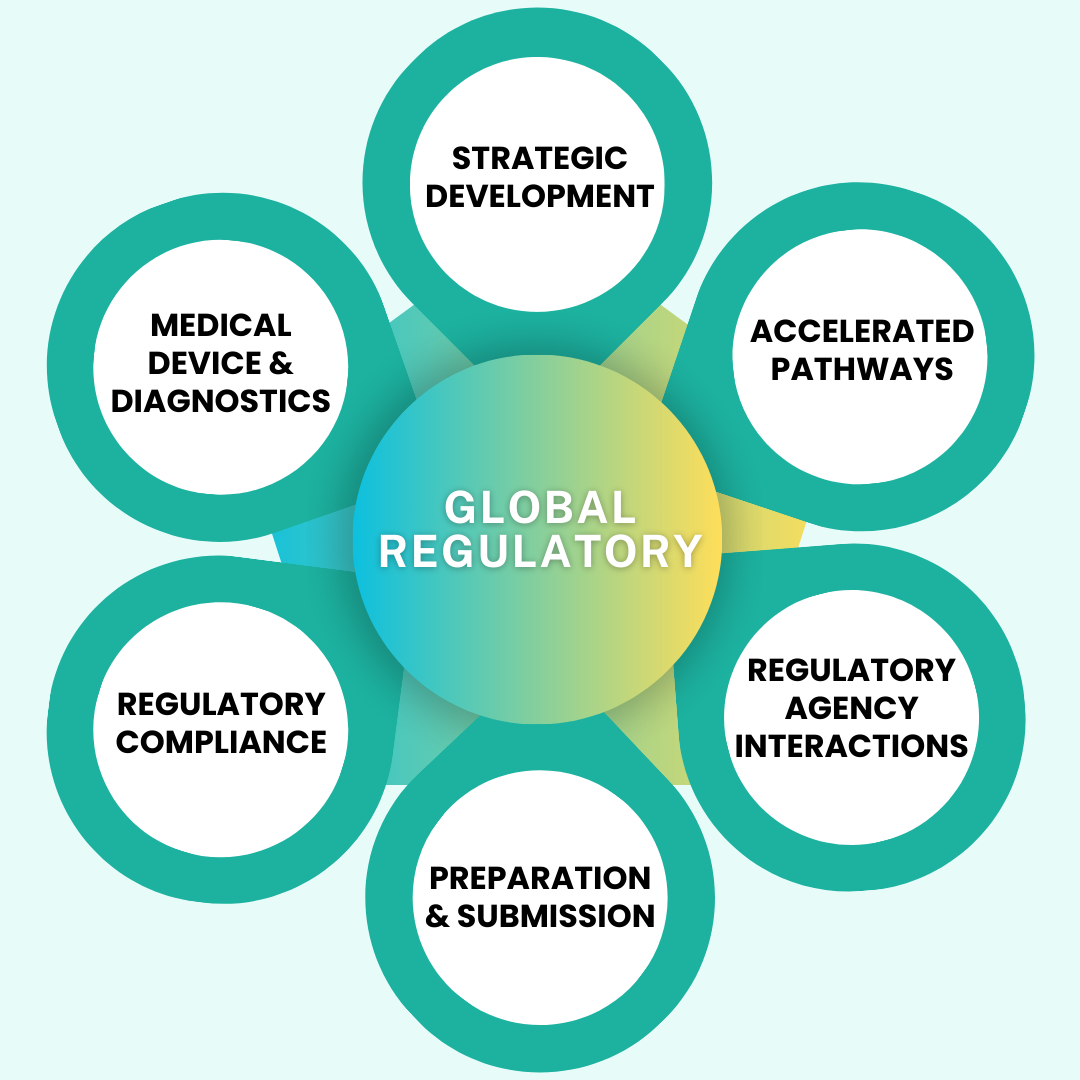 STRATEGIC
DEVELOPMENT
ACCELERATED
PATHWAYS
REGULATORY
AGENCY
INTERACTIONS
PREPARATION
& SUBMISSION
REGULATORY
COMPLIANCE
MEDICAL
DEVICE &
DIAGNOSTICS
GLOBAL
REGULATORY